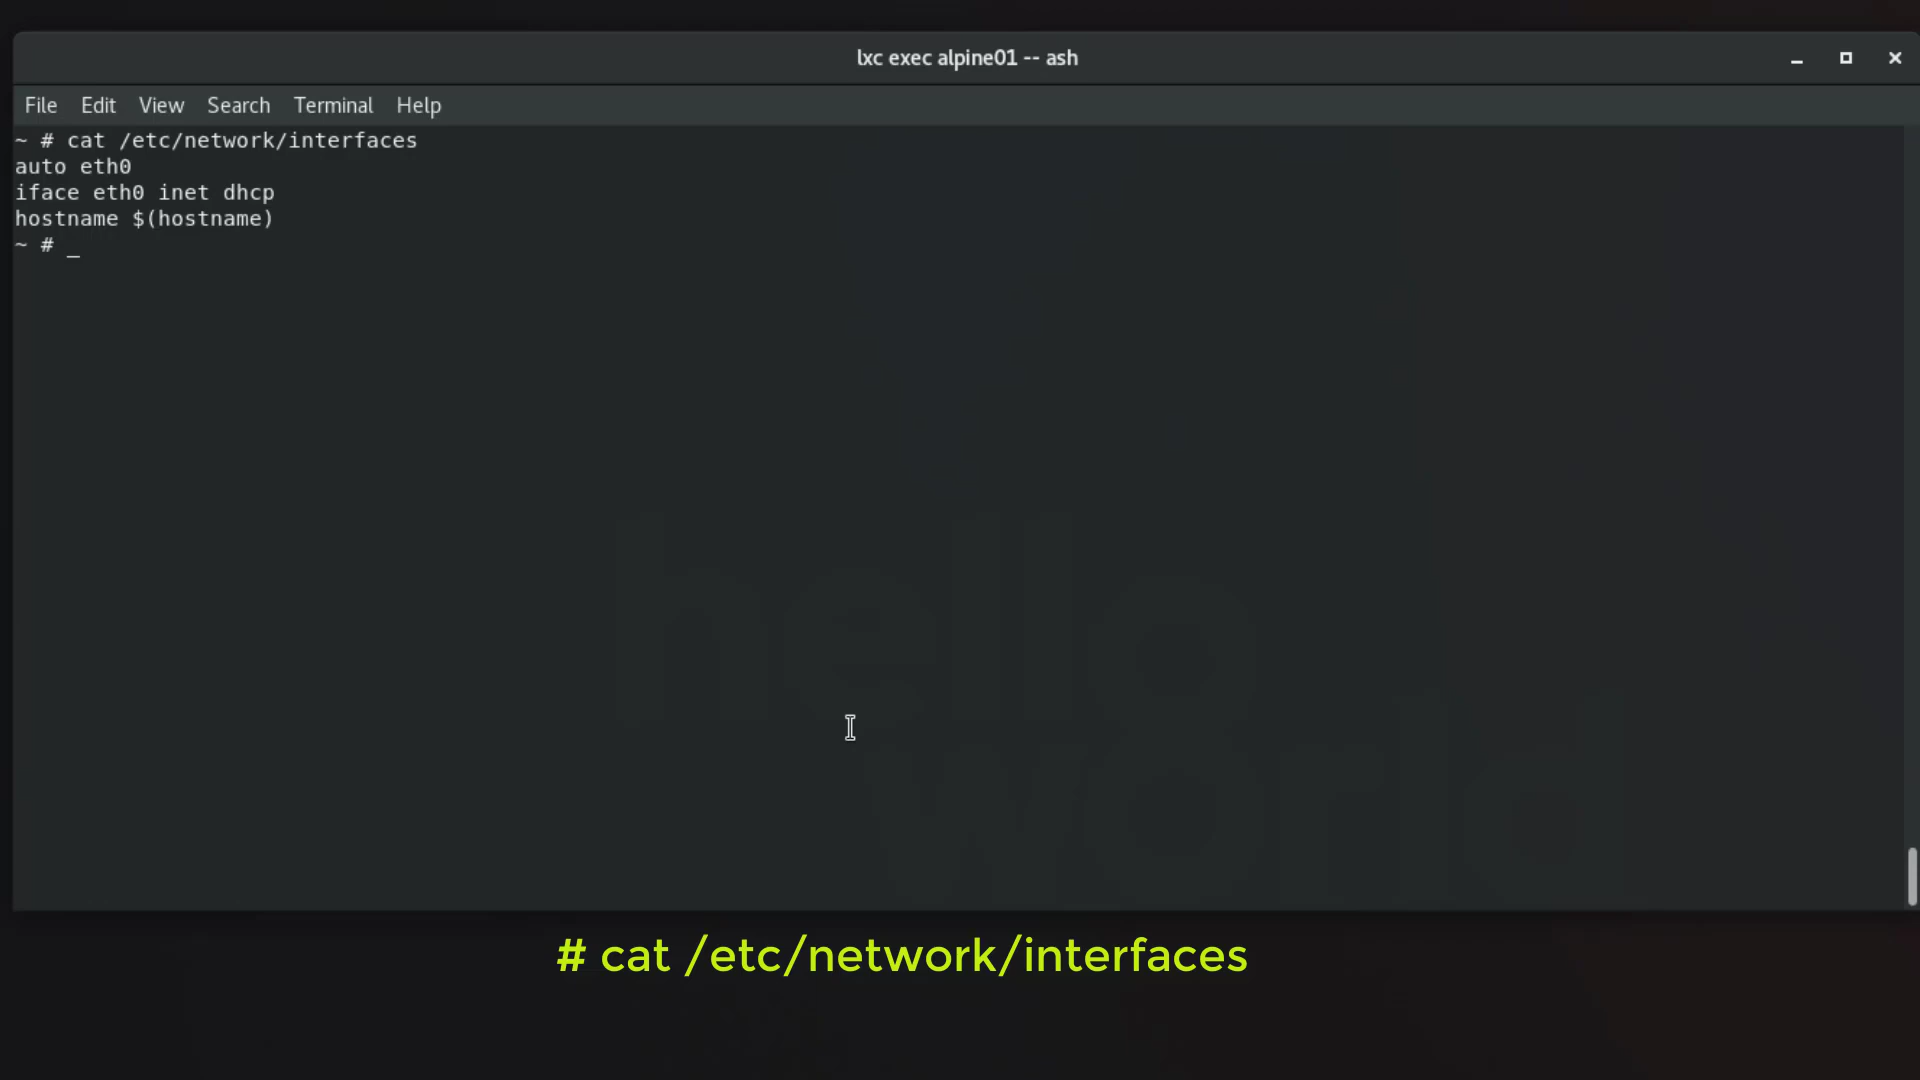 lxc exec alpine01 -- ash
File Edit View Search Terminal Help
~ # cat /etc/network/interfaces
auto eth0
iface eth0 inet dhcp
hostname $(hostname)
~ # _
hello
world
# cat /etc/network/interfaces